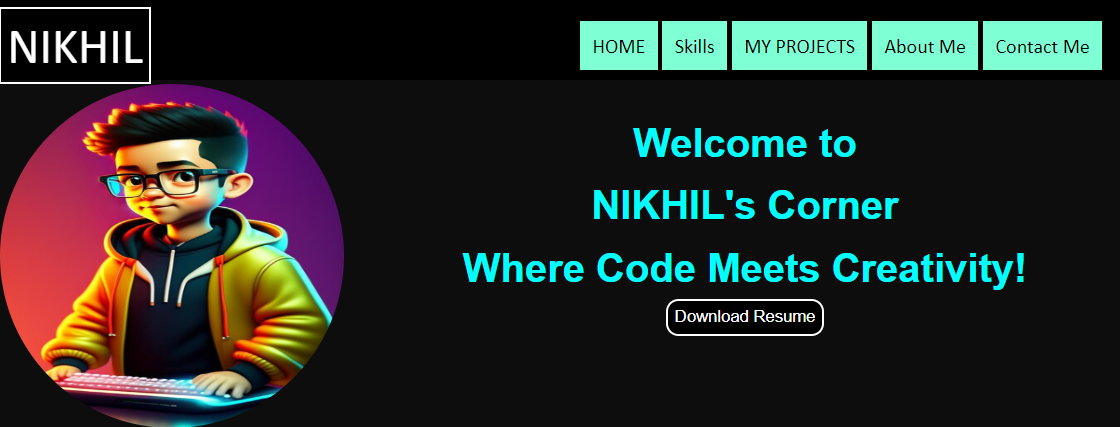 NIKHIL
HOME Skills MY PROJECTS About Me Contact Me
Welcome to
NIKHIL's Corner
Where Code Meets Creativity!
Download Resume